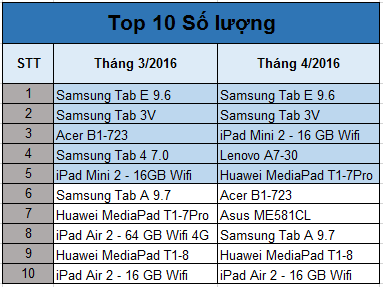 Top 10 Số lượng
STT Tháng 3/2016 Tháng 4/2016
1 Samsung Tab E 9.6 Samsung Tab E 9.6
2 Samsung Tab 3V Samsung Tab 3V
3 Acer B1-723 iPad Mini 2 - 16 GB Wifi
4 Samsung Tab 4 7.0 Lenovo A7-30
5 iPad Mini 2 - 16GB Wifi Huawei MediaPad T1-7Pro
6 Samsung Tab A 9.7 Acer B1-723
7 Huawei MediaPad T1-7Pro Asus ME581CL
8 iPad Air 2 - 64 GB Wifi 4G Samsung Tab A 9.7
9 Huawei MediaPad T1-8 Huawei MediaPad T1-8
10 iPad Air 2 - 16 GB Wifi iPad Air 2 - 16 GB Wifi